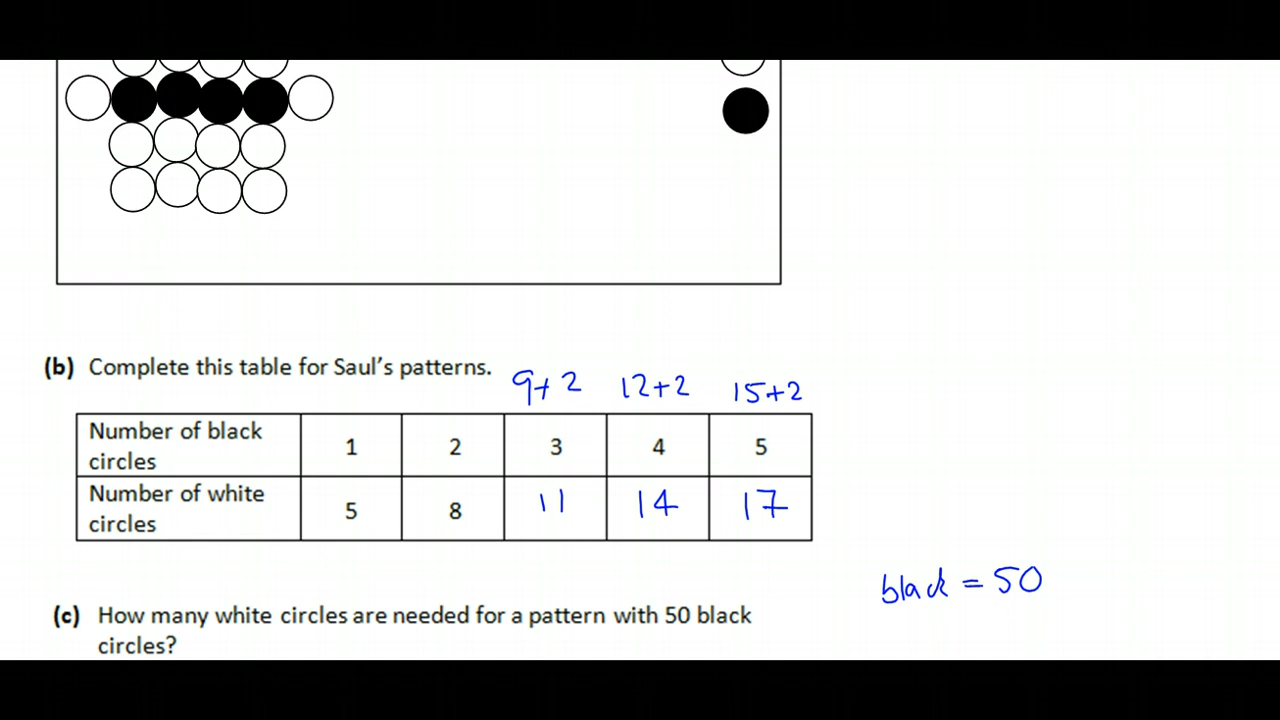 (b) Complete this table for Saul's patterns.
9+2 12+2 15+2
Number of black circles 1 2 3 4 5
Number of white circles 5 8 11 14 17
black = 50
(c) How many white circles are needed for a pattern with 50 black
circles?